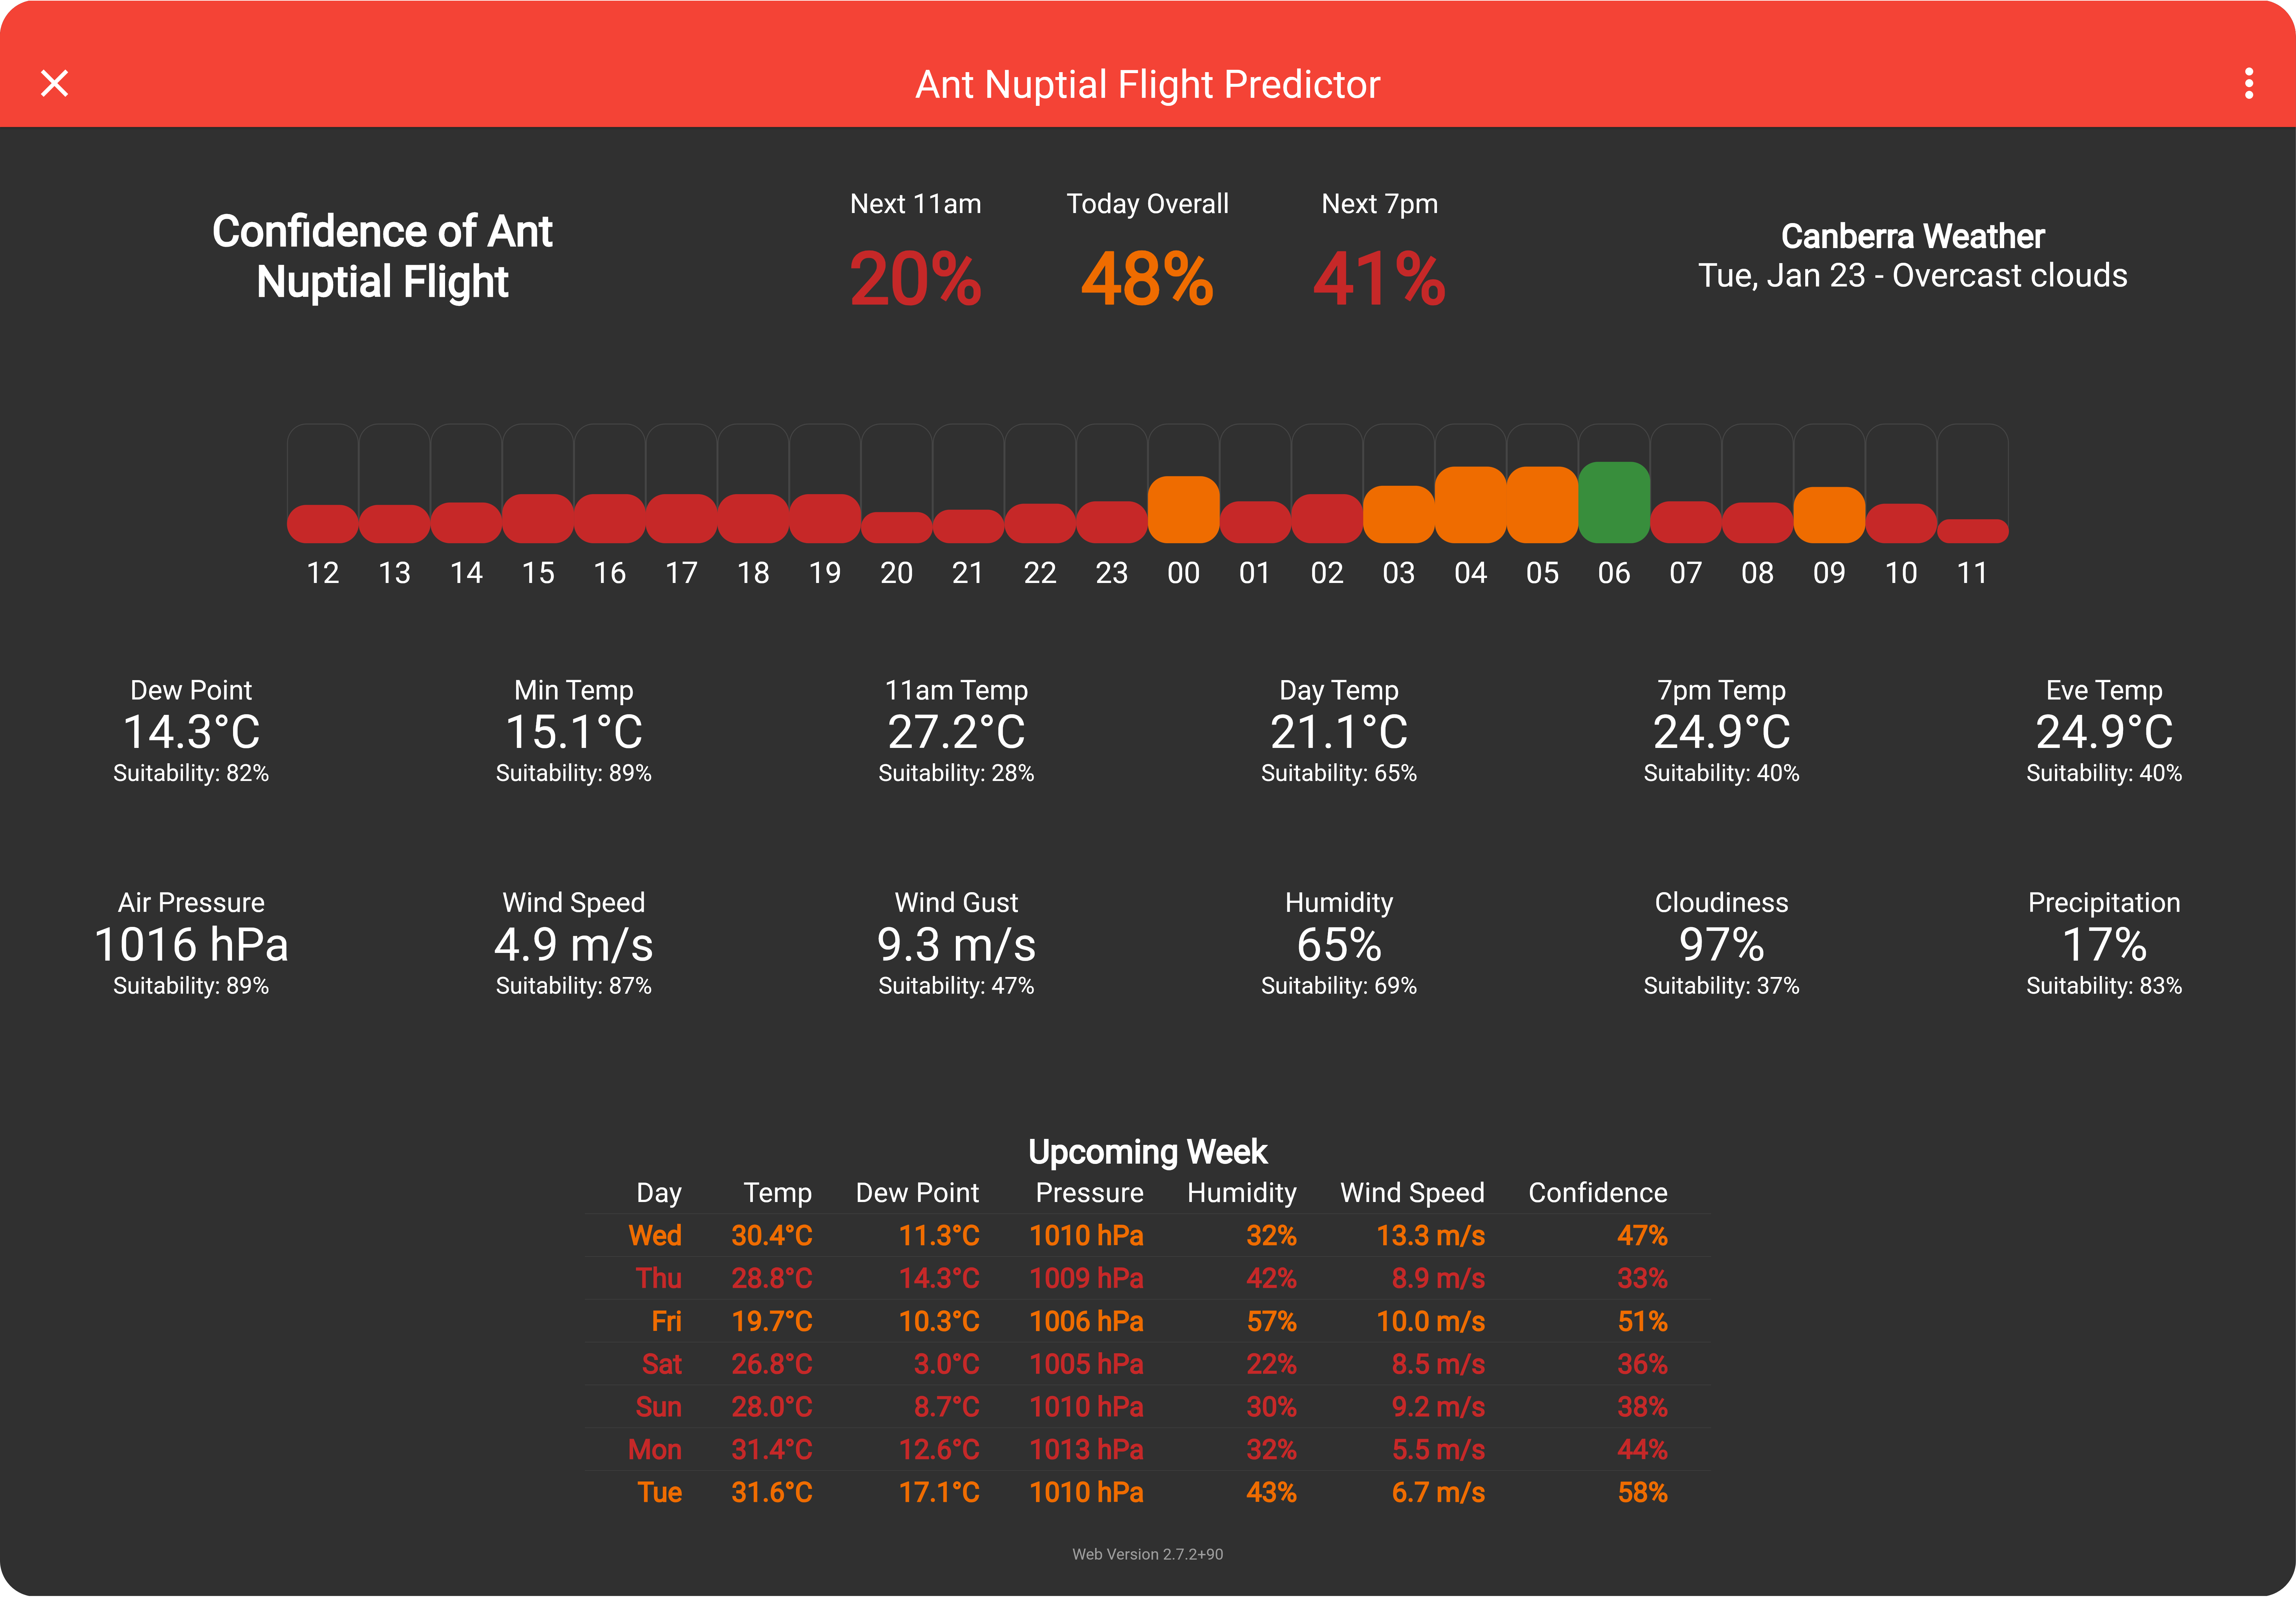 Ant Nuptial Flight Predictor
Confidence of Ant
Nuptial Flight
Next 11am Today Overall Next 7pm
20% 48% 41%
Canberra Weather
Tue, Jan 23 - Overcast clouds
12 13 14 15 16 17 18 19 20 21 22 23 00 01 02 03 04 05 06 07 08 09 10 11
Dew Point Min Temp 11am Temp Day Temp 7pm Temp Eve Temp
14.3°C 15.1°C 27.2°C 21.1°C 24.9°C 24.9°C
Suitability: 82% Suitability: 89% Suitability: 28% Suitability: 65% Suitability: 40% Suitability: 40%
Air Pressure Wind Speed Wind Gust Humidity Cloudiness Precipitation
1016 hPa 4.9 m/s 9.3 m/s 65% 97% 17%
Suitability: 89% Suitability: 87% Suitability: 47% Suitability: 69% Suitability: 37% Suitability: 83%
Upcoming Week
Day Temp Dew Point Pressure Humidity Wind Speed Confidence
Wed 30.4°C 11.3°C 1010 hPa 32% 13.3 m/s 47%
Thu 28.8°C 14.3°C 1009 hPa 42% 8.9 m/s 33%
Fri 19.7°C 10.3°C 1006 hPa 57% 10.0 m/s 51%
Sat 26.8°C 3.0°C 1005 hPa 22% 8.5 m/s 36%
Sun 28.0°C 8.7°C 1010 hPa 30% 9.2 m/s 38%
Mon 31.4°C 12.6°C 1013 hPa 32% 5.5 m/s 44%
Tue 31.6°C 17.1°C 1010 hPa 43% 6.7 m/s 58%
Web Version 2.7.2+90